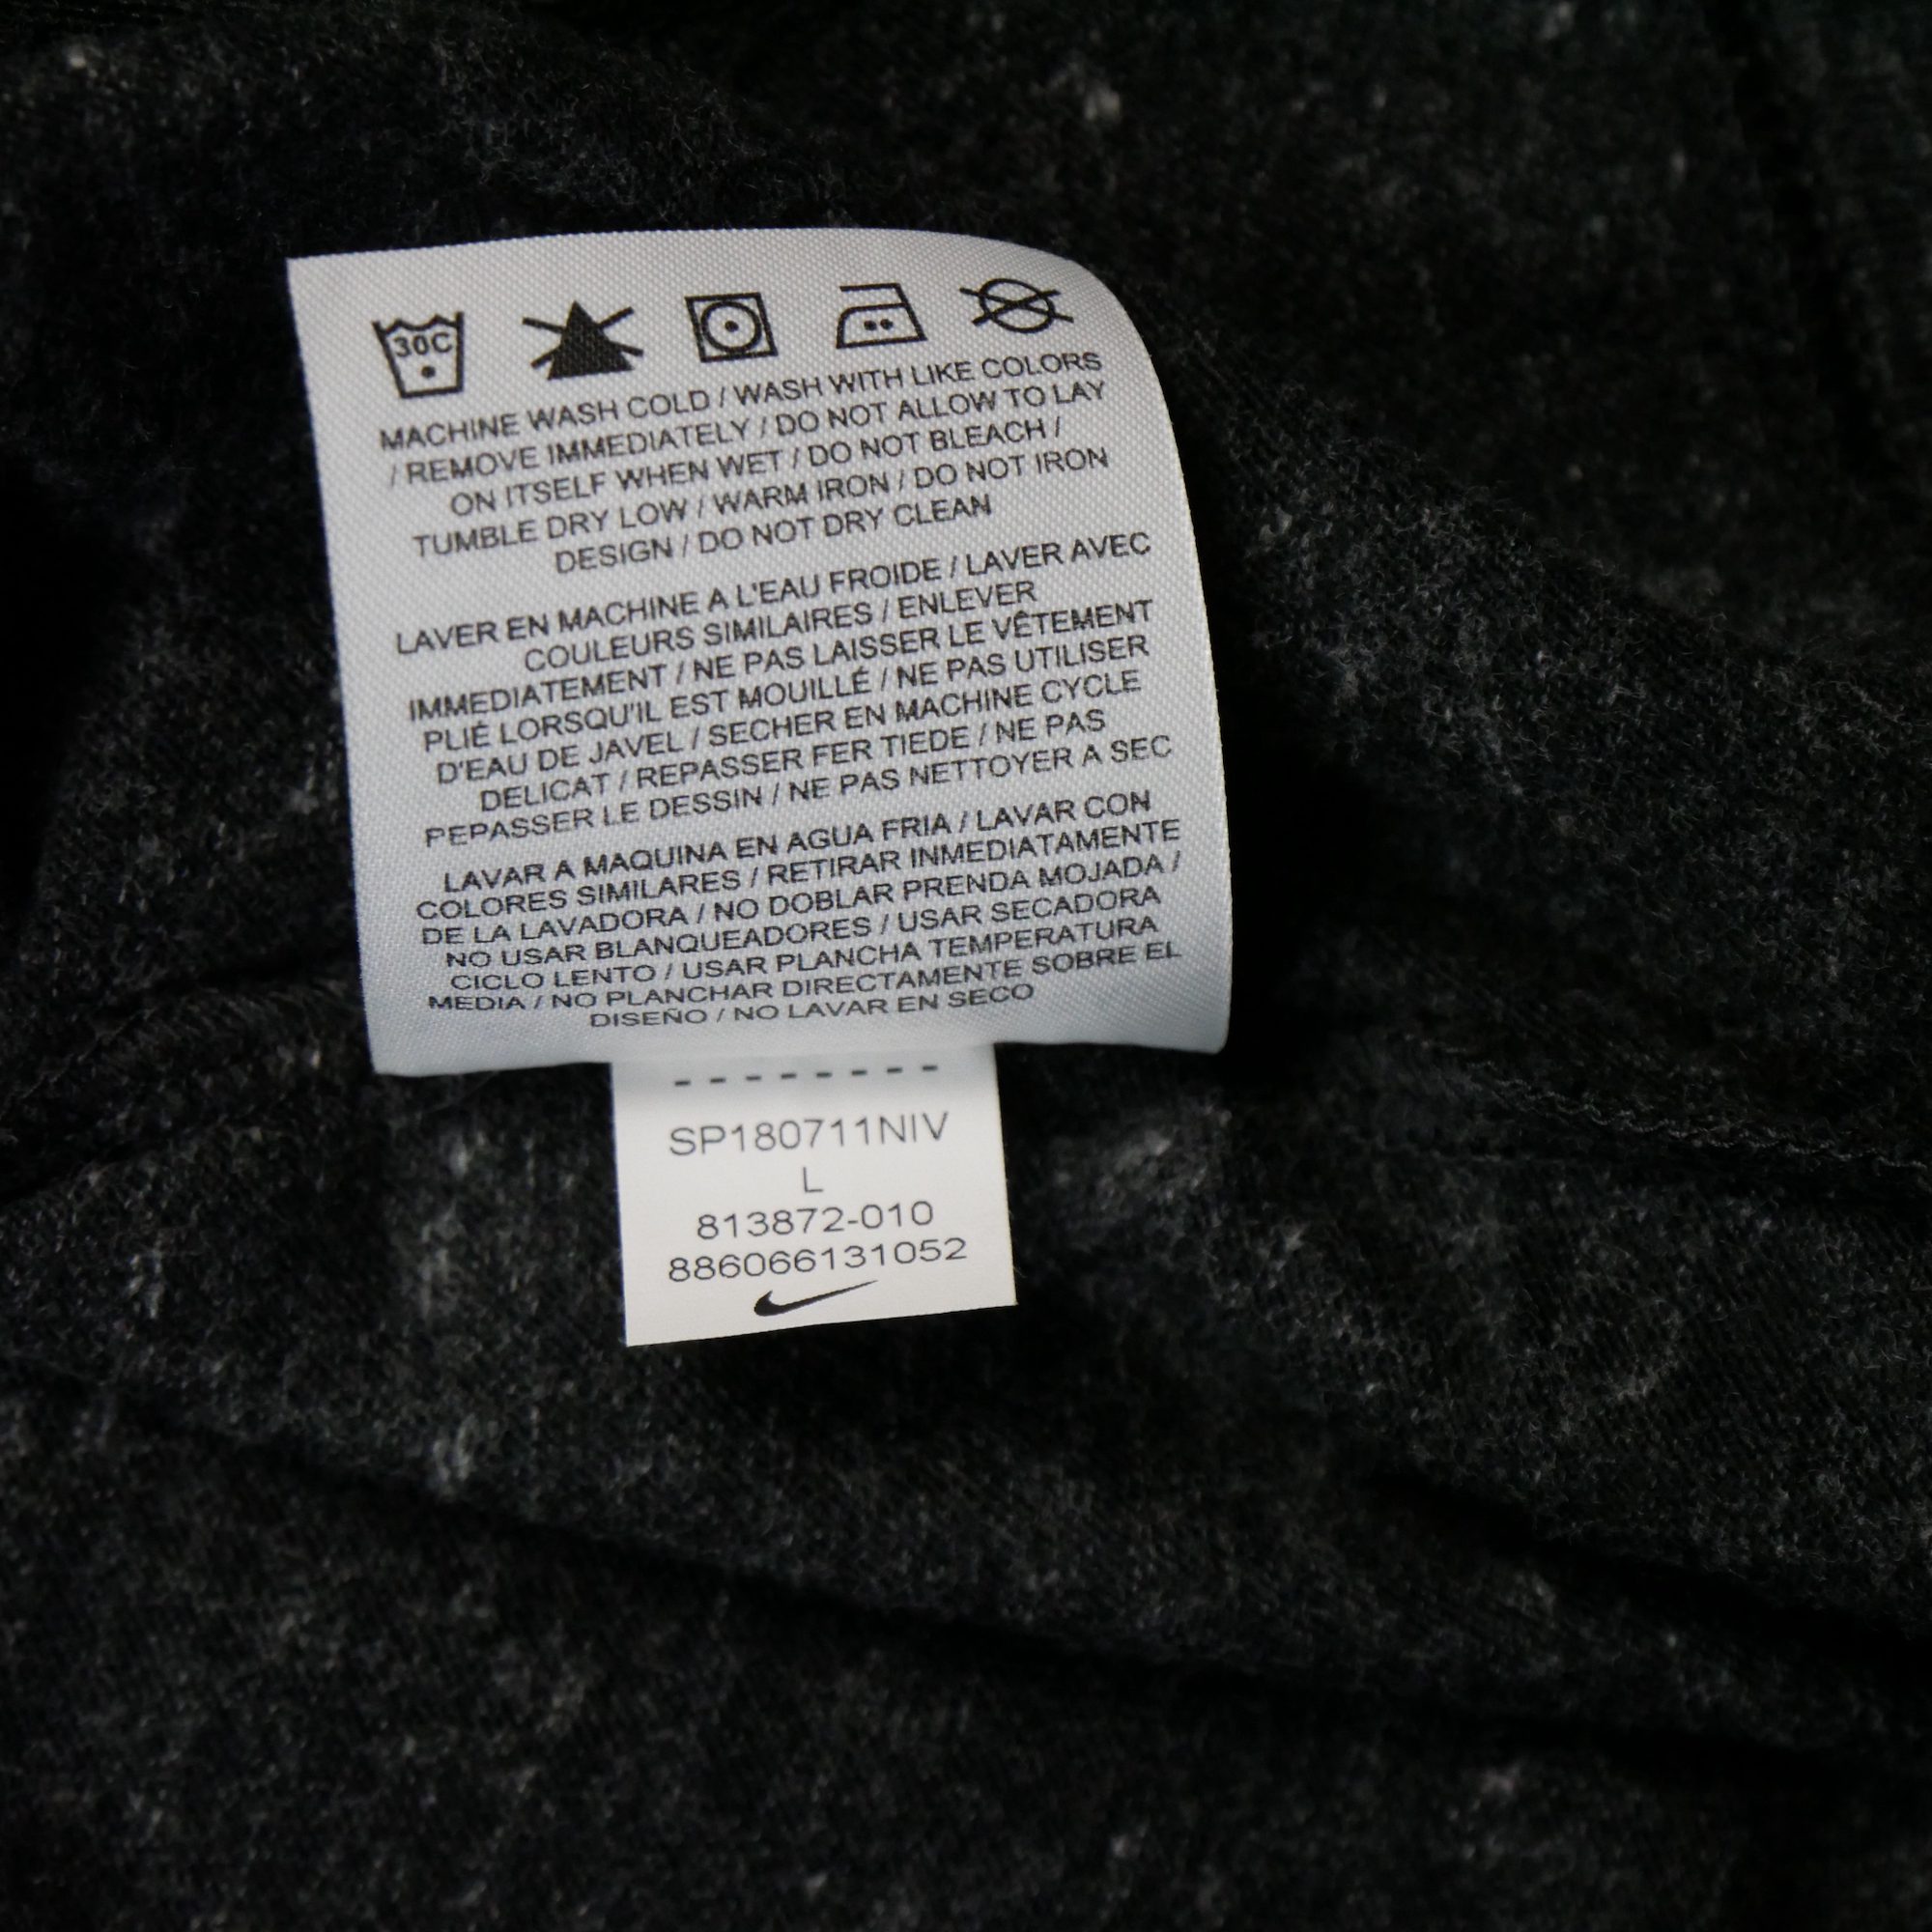 30C
MACHINE WASH COLD / WASH WITH LIKE COLORS
/ REMOVE IMMEDIATELY / DO NOT ALLOW TO LAY
ON ITSELF WHEN WET / DO NOT BLEACH /
TUMBLE DRY LOW / WARM IRON / DO NOT IRON
DESIGN / DO NOT DRY CLEAN
LAVER EN MACHINE A L'EAU FROIDE / LAVER AVEC
COULEURS SIMILAIRES / ENLEVER
IMMEDIATEMENT / NE PAS LAISSER LE VÊTEMENT
PLIÉ LORSQU'IL EST MOUILLÉ / NE PAS UTILISER
D'EAU DE JAVEL / SECHER EN MACHINE CYCLE
DELICAT / REPASSER FER TIEDE / NE PAS
PEPASSER LE DESSIN / NE PAS NETTOYER A SEC
LAVAR A MAQUINA EN AGUA FRIA / LAVAR CON
COLORES SIMILARES / RETIRAR INMEDIATAMENTE
DE LA LAVADORA / NO DOBLAR PRENDA MOJADA /
NO USAR BLANQUEADORES / USAR SECADORA
CICLO LENTO / USAR PLANCHA TEMPERATURA
MEDIA / NO PLANCHAR DIRECTAMENTE SOBRE EL
DISEÑO / NO LAVAR EN SECO
- - - - - - - -
SP180711NIV
L
813872-010
886066131052